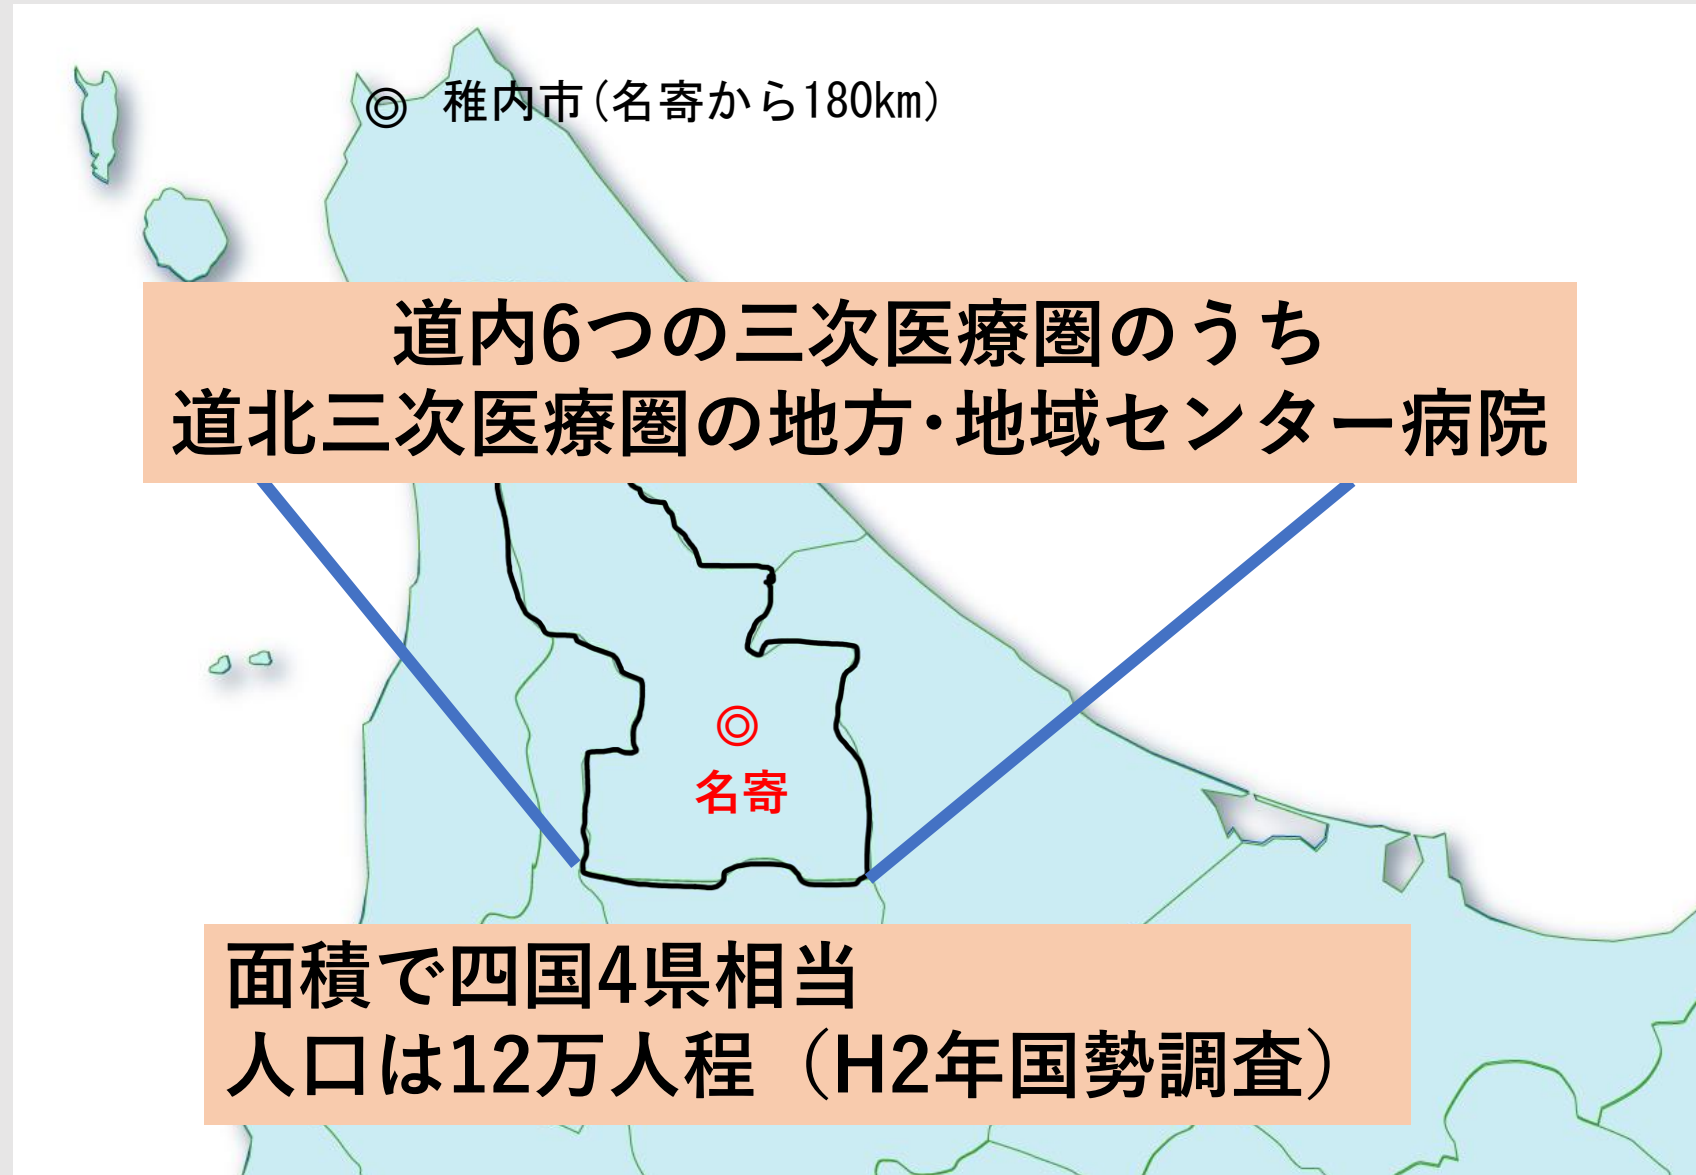 ◎ 稚内市(名寄から180km)
道内6つの三次医療圏のうち
道北三次医療圏の地方･地域センター病院
◎
名寄
面積で四国4県相当
人口は12万人程（H2年国勢調査）